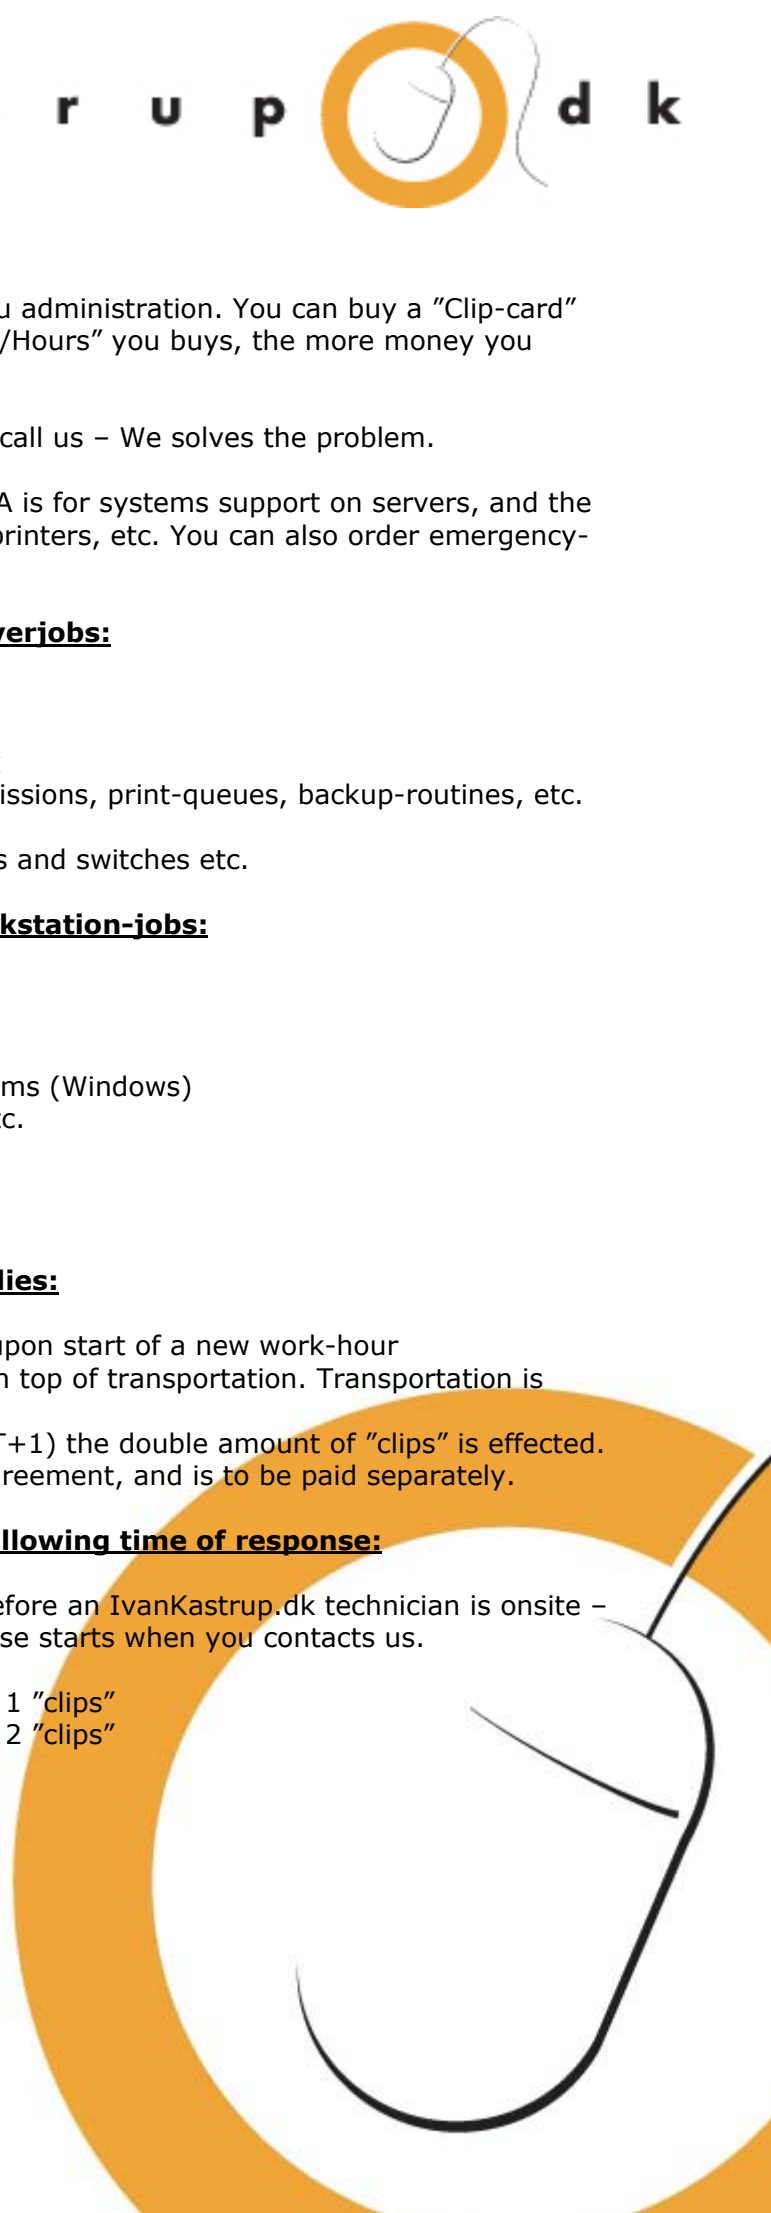 r u p dk
u administration. You can buy a ”Clip-card”
/Hours” you buys, the more money you
call us – We solves the problem.
A is for systems support on servers, and the
printers, etc. You can also order emergency-
verjobs:
issions, print-queues, backup-routines, etc.
s and switches etc.
kstation-jobs:
ms (Windows)
tc.
lies:
upon start of a new work-hour
n top of transportation. Transportation is
T+1) the double amount of ”clips” is effected.
reement, and is to be paid separately.
llowing time of response:
efore an IvanKastrup.dk technician is onsite –
se starts when you contacts us.
1 ”clips”
2 ”clips”